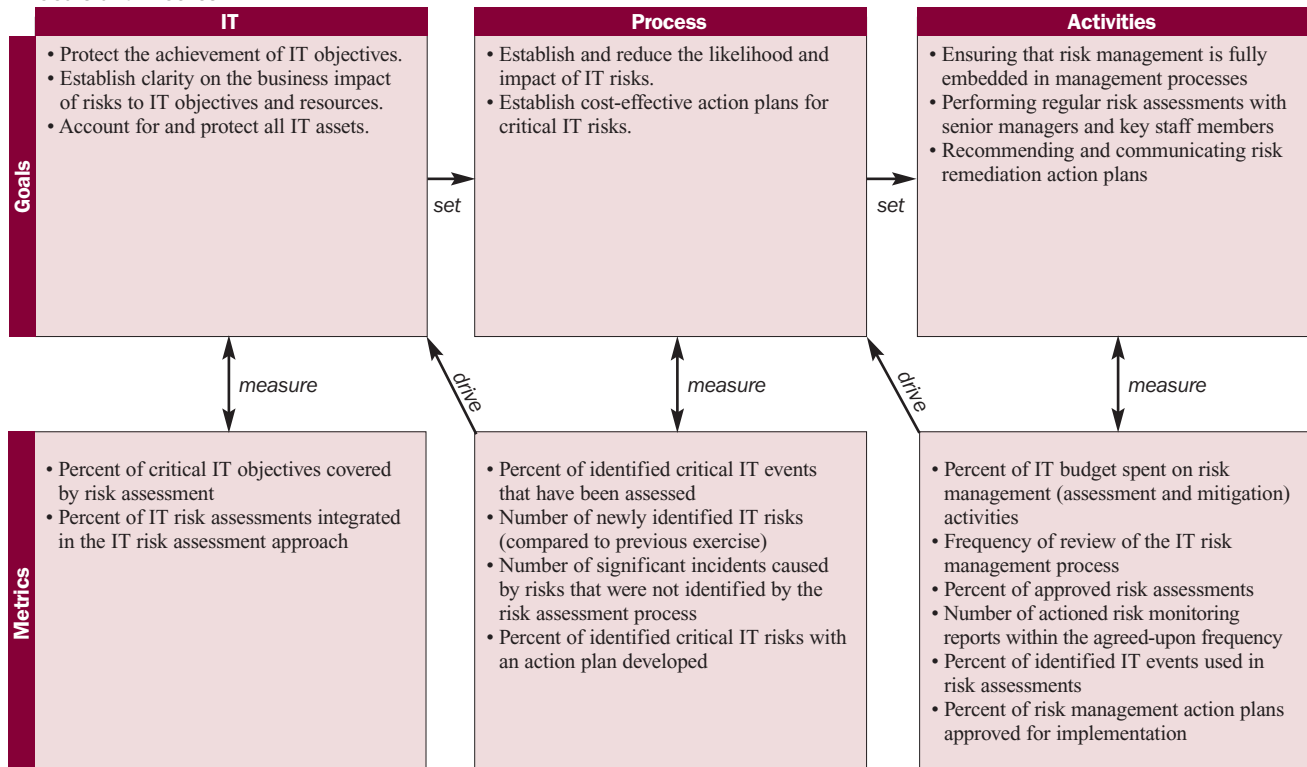 IT
Process
Activities
Goals
• Protect the achievement of IT objectives.
• Establish clarity on the business impact
of risks to IT objectives and resources.
• Account for and protect all IT assets.
set
• Establish and reduce the likelihood and
impact of IT risks.
• Establish cost-effective action plans for
critical IT risks.
set
• Ensuring that risk management is fully
embedded in management processes
• Performing regular risk assessments with
senior managers and key staff members
• Recommending and communicating risk
remediation action plans
measure
drive
measure
drive
measure
Metrics
• Percent of critical IT objectives covered
by risk assessment
• Percent of IT risk assessments integrated
in the IT risk assessment approach
• Percent of identified critical IT events
that have been assessed
• Number of newly identified IT risks
(compared to previous exercise)
• Number of significant incidents caused
by risks that were not identified by the
risk assessment process
• Percent of identified critical IT risks with
an action plan developed
• Percent of IT budget spent on risk
management (assessment and mitigation)
activities
• Frequency of review of the IT risk
management process
• Percent of approved risk assessments
• Number of actioned risk monitoring
reports within the agreed-upon frequency
• Percent of identified IT events used in
risk assessments
• Percent of risk management action plans
approved for implementation